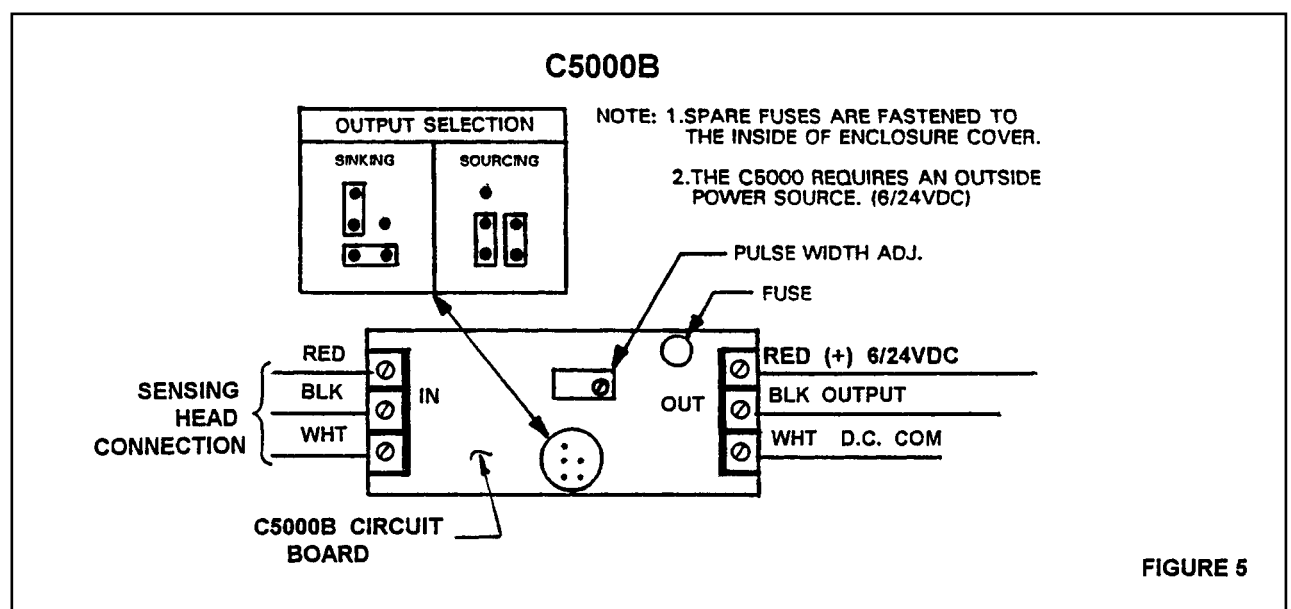 C5000B
OUTPUT SELECTION
SINKING
SOURCING
NOTE: 1.SPARE FUSES ARE FASTENED TO
THE INSIDE OF ENCLOSURE COVER.
2.THE C5000 REQUIRES AN OUTSIDE
POWER SOURCE. (6/24VDC)
PULSE WIDTH ADJ.
FUSE
RED
BLK
WHT
SENSING
HEAD
CONNECTION
IN
OUT
RED (+) 6/24VDC
BLK OUTPUT
WHT D.C. COM
C5000B CIRCUIT
BOARD
FIGURE 5